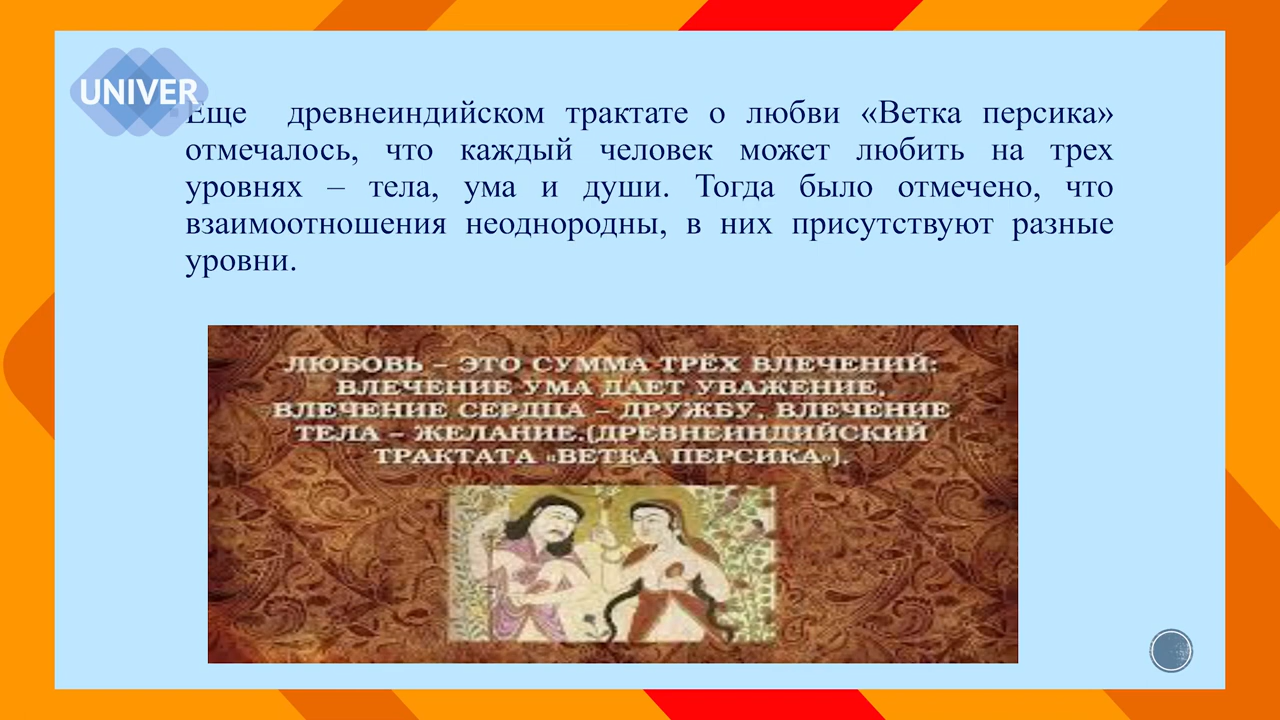 UNIVER
Еще древнеиндийском трактате о любви «Ветка персика»
отмечалось, что каждый человек может любить на трех
уровнях – тела, ума и души. Тогда было отмечено, что
взаимоотношения неоднородны, в них присутствуют разные
уровни.
ЛЮБОВЬ – ЭТО СУММА ТРЁХ ВЛЕЧЕНИЙ:
ВЛЕЧЕНИЕ УМА ДАЕТ УВАЖЕНИЕ,
ВЛЕЧЕНИЕ СЕРДЦА – ДРУЖБУ, ВЛЕЧЕНИЕ
ТЕЛА – ЖЕЛАНИЕ.(ДРЕВНЕИНДИЙСКИЙ
ТРАКТАТА «ВЕТКА ПЕРСИКА»).